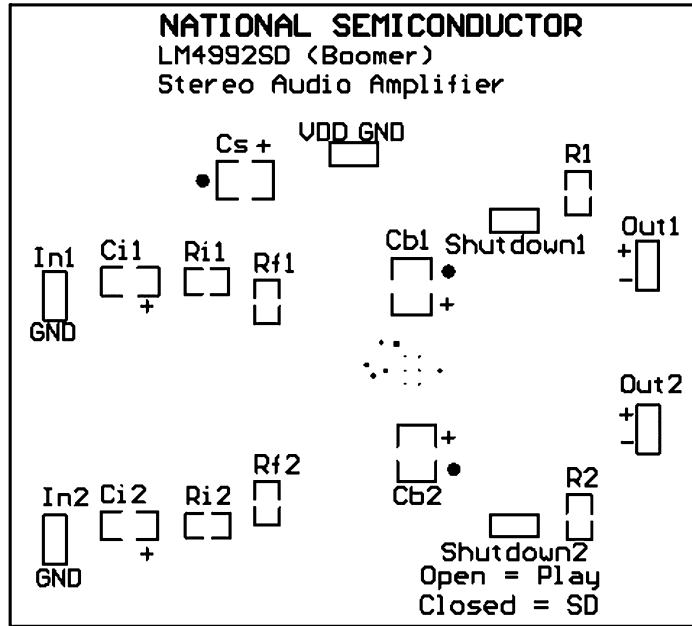 NATIONAL SEMICONDUCTOR
LM4992SD (Boomer)
Stereo Audio Amplifier
VDD GND
Cs +
R1
Shutdown1
Out1
+
-
In1
GND
Ci1
+
Ri1
Rf1
Cb1
+
Out2
+
-
+
Cb2
Rf2
In2
GND
Ci2
+
Ri2
R2
Shutdown2
Open = Play
Closed = SD